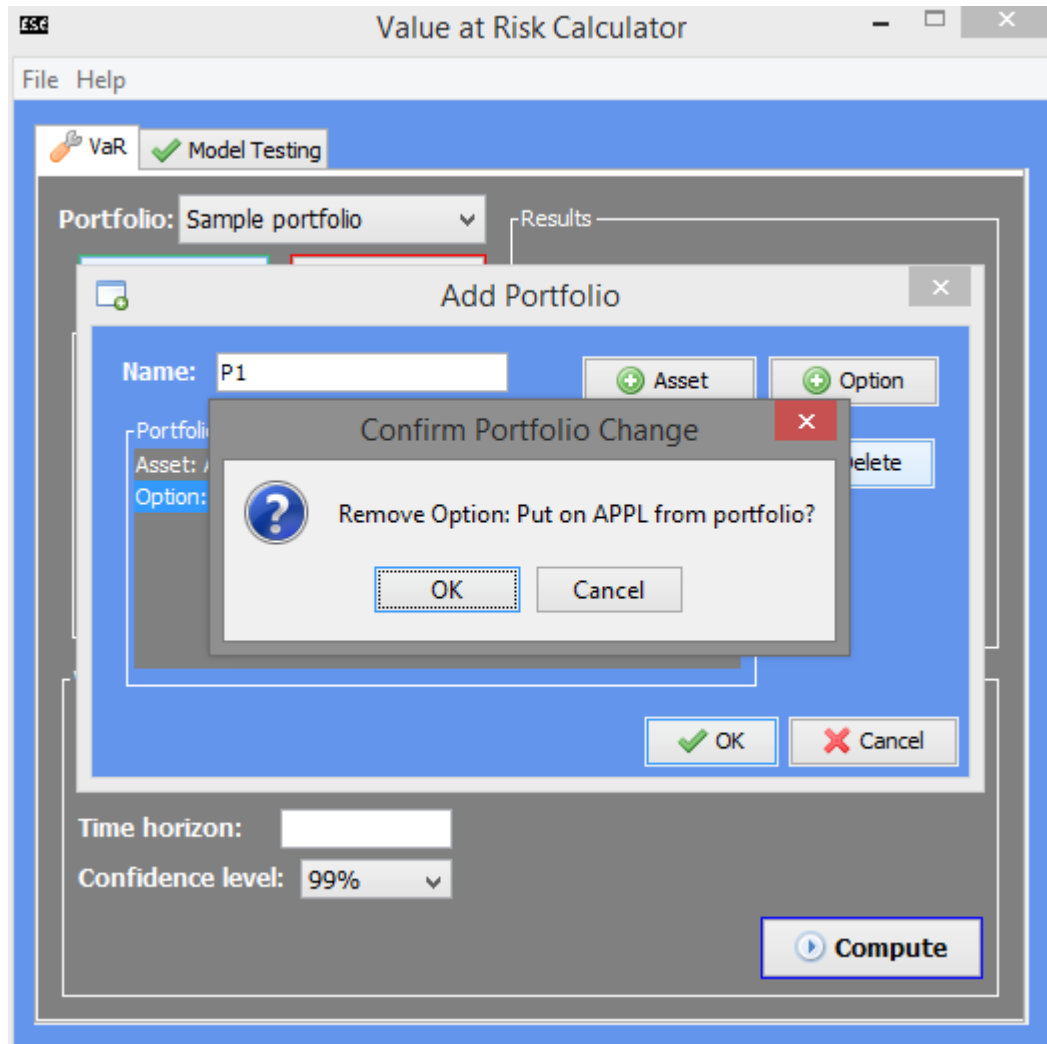 ESG
Value at Risk Calculator
File Help
VaR
Model Testing
Portfolio: Sample portfolio
Results
Add Portfolio
Name: P1
Asset
Option
Confirm Portfolio Change
Asset:
Option:
Remove Option: Put on APPL from portfolio?
OK
Cancel
OK
Cancel
Time horizon:
Confidence level: 99%
Compute